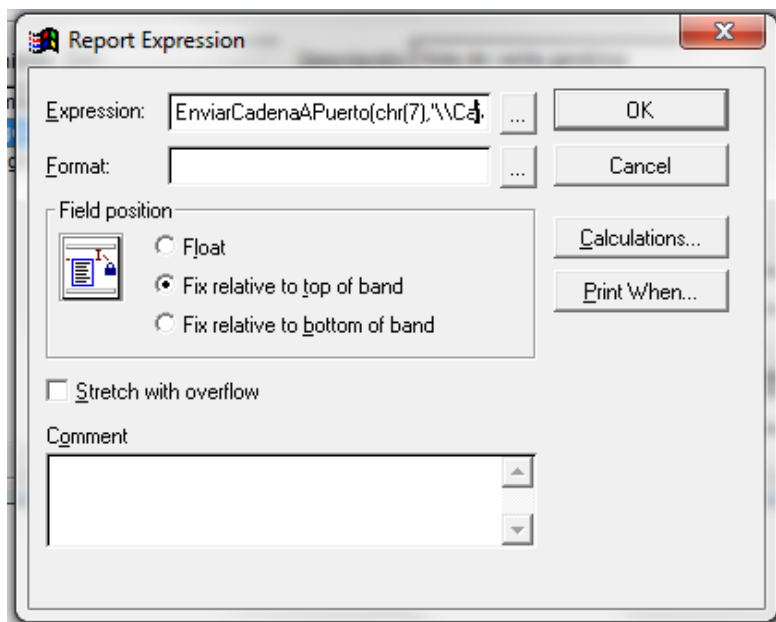 Report Expression
Expression: EnviarCadenaAPuerto(chr(7),"\\Ca ... OK
Format: ... Cancel
Field position
Float
Fix relative to top of band
Fix relative to bottom of band
Calculations...
Print When...
Stretch with overflow
Comment